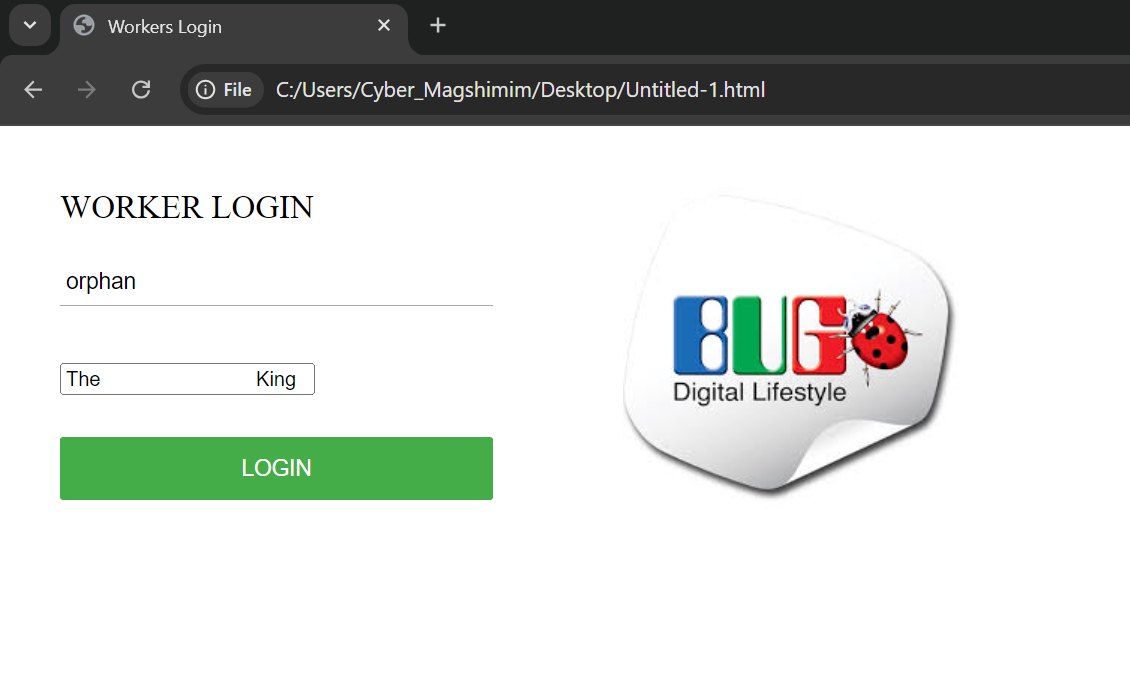 Workers Login
File C:/Users/Cyber_Magshimim/Desktop/Untitled-1.html
WORKER LOGIN
orphan
The King
LOGIN
BUG
Digital Lifestyle